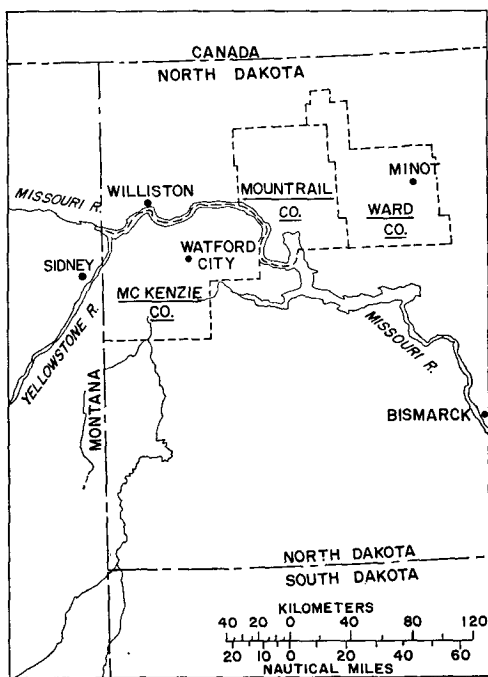 CANADA
NORTH DAKOTA
MINOT
WILLISTON
MOUNTRAIL
CO.
WARD
CO.
MISSOURI R.
WATFORD
CITY
SIDNEY
MC KENZIE
CO.
YELLOWSTONE R.
MISSOURI R.
MONTANA
BISMARCK
NORTH DAKOTA
SOUTH DAKOTA
KILOMETERS
40 20 0 40 80 120
20 10 0 20 40 60
NAUTICAL MILES